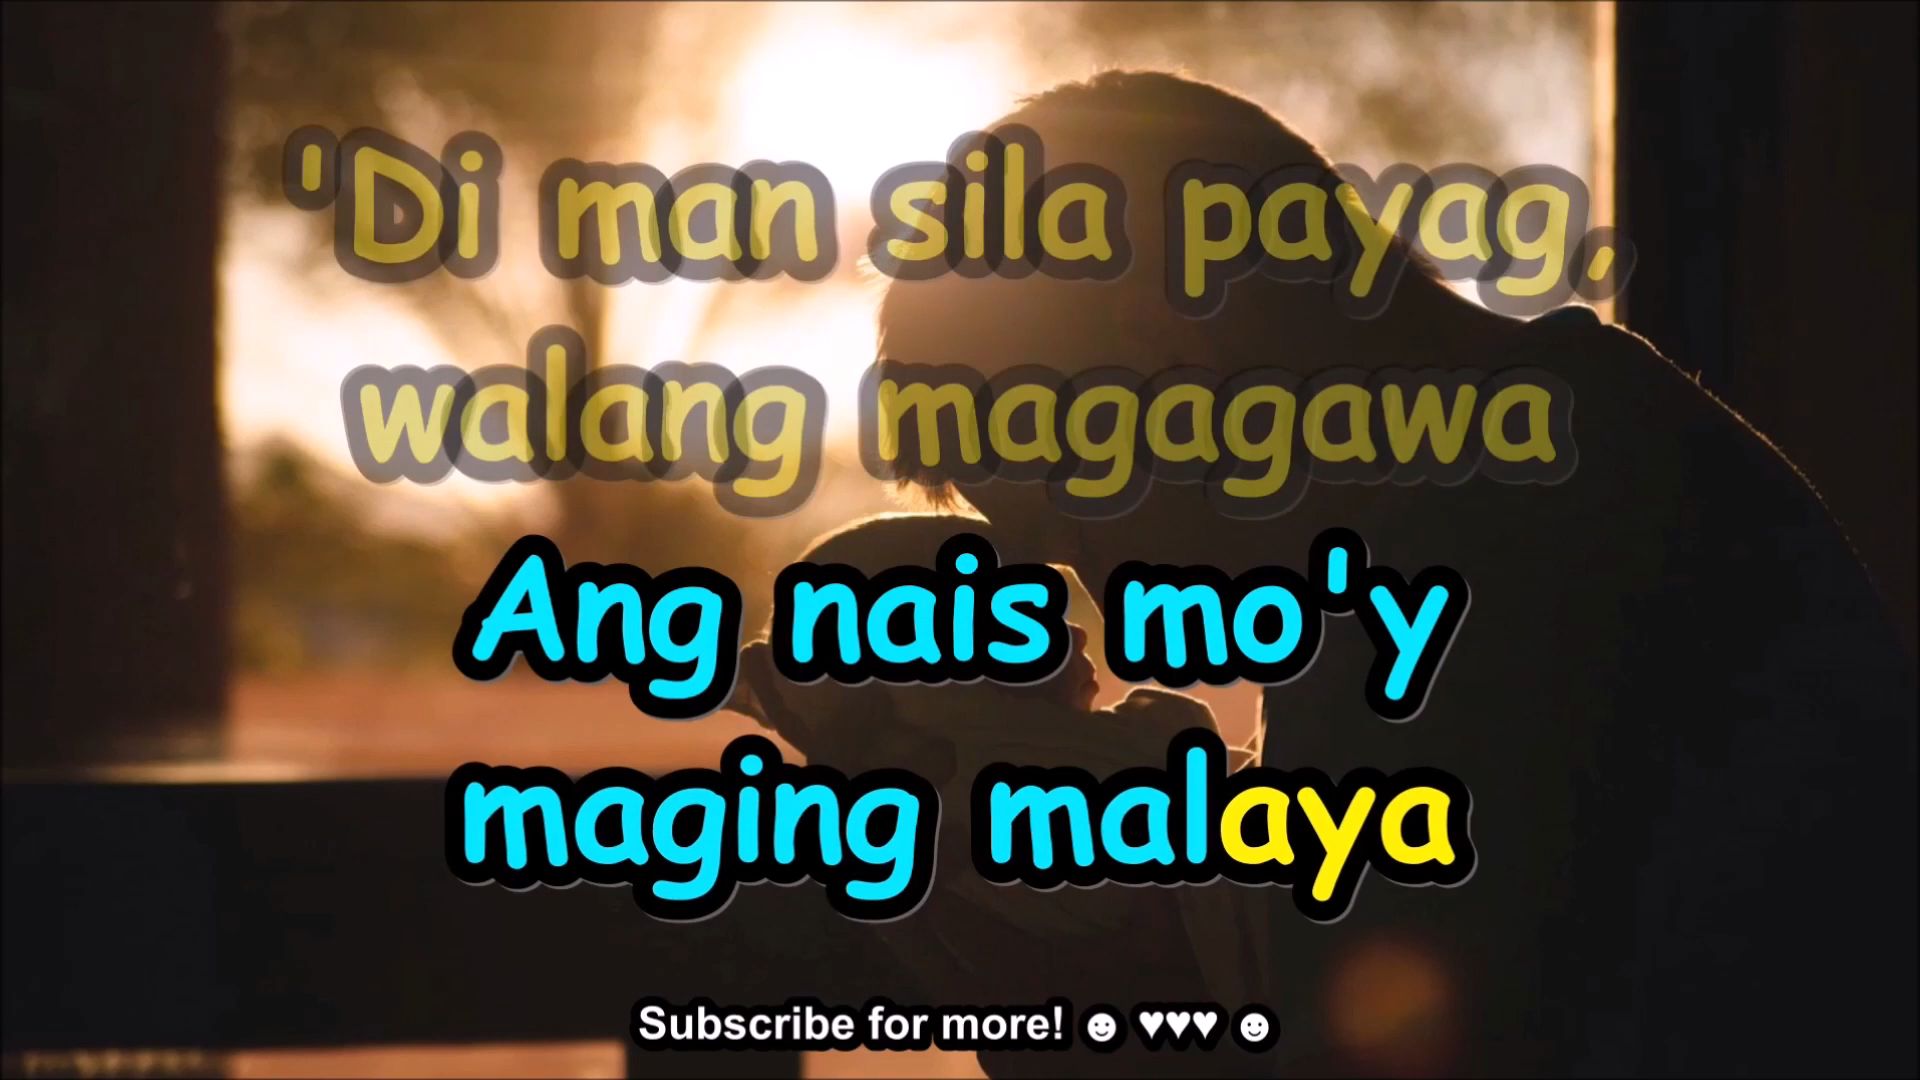 'Di man sila payag,
walang magagawa
Ang nais mo'y
maging malaya
Subscribe for more! ☻ ♥♥♥ ☻